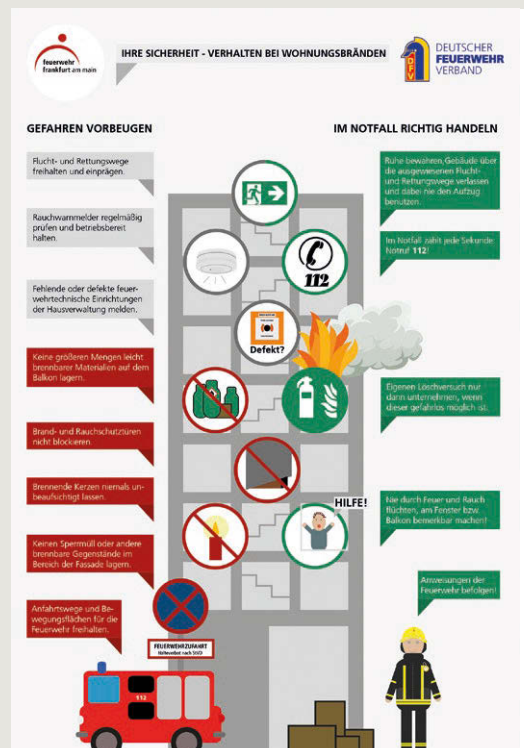 feuerwehr
frankfurt am main
IHRE SICHERHEIT - VERHALTEN BEI WOHNUNGSBRÄNDEN
DFV
DEUTSCHER
FEUERWEHR
VERBAND
GEFAHREN VORBEUGEN
Flucht- und Rettungswege
freihalten und einprägen.
Rauchwarnmelder regelmäßig
prüfen und betriebsbereit
halten.
Fehlende oder defekte feuer-
wehrtechnische Einrichtungen
der Hausverwaltung melden.
Keine größeren Mengen leicht
brennbarer Materialien auf dem
Balkon lagern.
Brand- und Rauchschutztüren
nicht blockieren.
Brennende Kerzen niemals un-
beaufsichtigt lassen.
Keinen Sperrmüll oder andere
brennbare Gegenstände im
Bereich der Fassade lagern.
Anfahrtswege und Be-
wegungsflächen für die
Feuerwehr freihalten.
IM NOTFALL RICHTIG HANDELN
Ruhe bewahren, Gebäude über
die ausgewiesenen Flucht-
und Rettungswege verlassen
und dabei nie den Aufzug
benutzen.
Im Notfall zählt jede Sekunde
Notruf 112!
Eigenen Löschversuch nur
dann unternehmen, wenn
dieser gefahrlos möglich ist.
Nie durch Feuer und Rauch
flüchten, am Fenster bzw.
Balkon bemerkbar machen!
Anweisungen der
Feuerwehr befolgen!
112
Defekt?
HILFE!
FEUERWEHRZUFAHRT
Halteverbot nach StVO
112